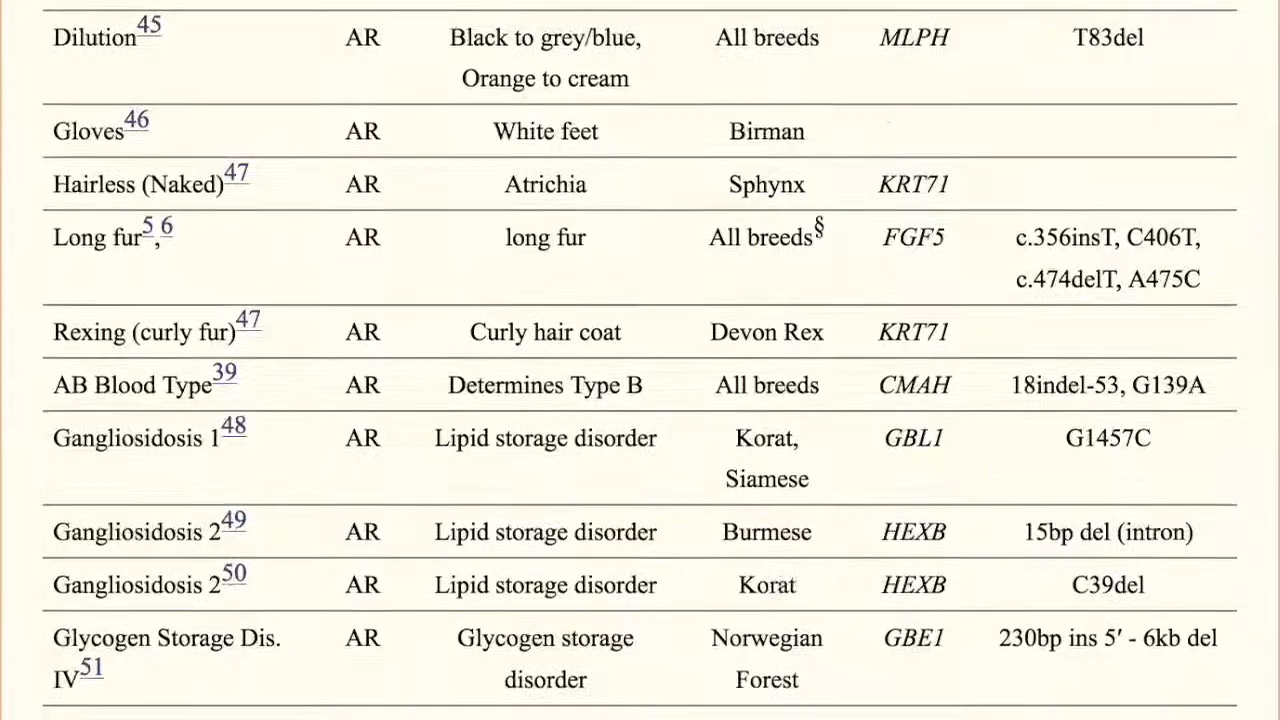 Dilution45 AR Black to grey/blue, All breeds MLPH T83del
Orange to cream
Gloves46 AR White feet Birman
Hairless (Naked)47 AR Atrichia Sphynx KRT71
Long fur5,6 AR long fur All breeds§ FGF5 c.356insT, C406T,
c.474delT, A475C
Rexing (curly fur)47 AR Curly hair coat Devon Rex KRT71
AB Blood Type39 AR Determines Type B All breeds CMAH 18indel-53, G139A
Gangliosidosis 148 AR Lipid storage disorder Korat, GBL1 G1457C
Siamese
Gangliosidosis 249 AR Lipid storage disorder Burmese HEXB 15bp del (intron)
Gangliosidosis 250 AR Lipid storage disorder Korat HEXB C39del
Glycogen Storage Dis. AR Glycogen storage Norwegian GBE1 230bp ins 5′ - 6kb del
IV51 disorder Forest